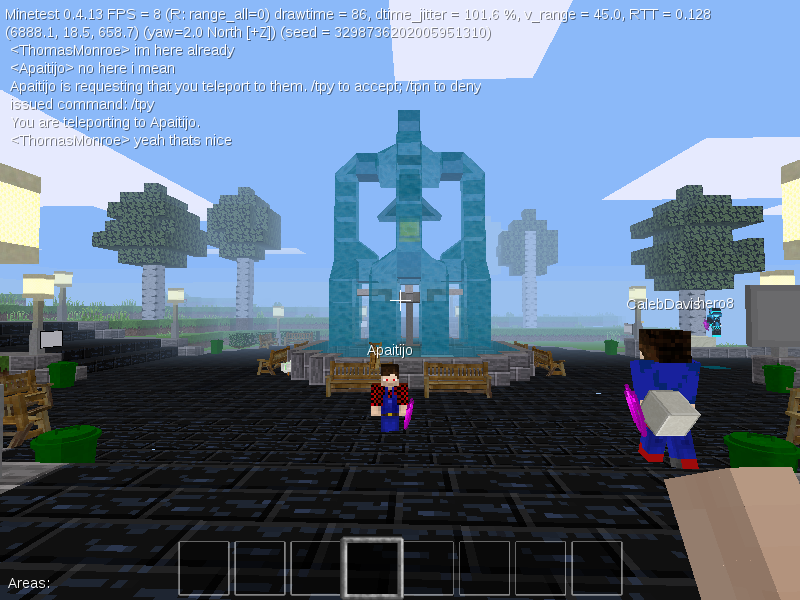 Minetest 0.4.13 FPS = 8 (R: range_all=0) drawtime = 86, dtime_jitter = 101.6 %, v_range = 45.0, RTT = 0.128
(6888.1, 18.5, 658.7) (yaw=2.0 North [+Z]) (seed = 3298736202005951310)
<ThomasMonroe> im here already
<Apaitijo> no here i mean
Apaitijo is requesting that you teleport to them. /tpy to accept; /tpn to deny
issued command: /tpy
You are teleporting to Apaitijo.
<ThomasMonroe> yeah thats nice
Apaitijo
Areas: